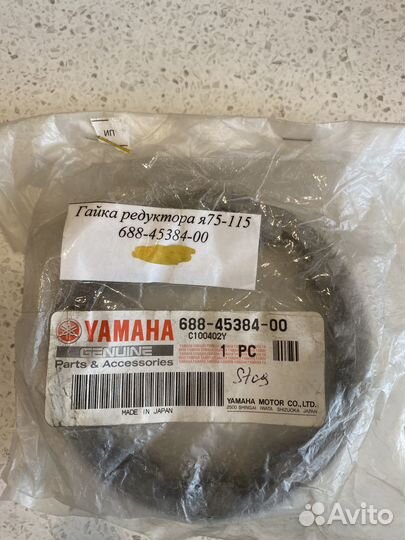 ИП
Гайка редуктора я75-115
688-45384-00
YAMAHA
GENUINE
Parts & Accessories
688-45384-00
C100402Y
1 PC
MADE IN JAPAN
YAMAHA MOTOR CO.,LTD.
2500 SHINGAI IWATA SHIZUOKA JAPAN
Avito